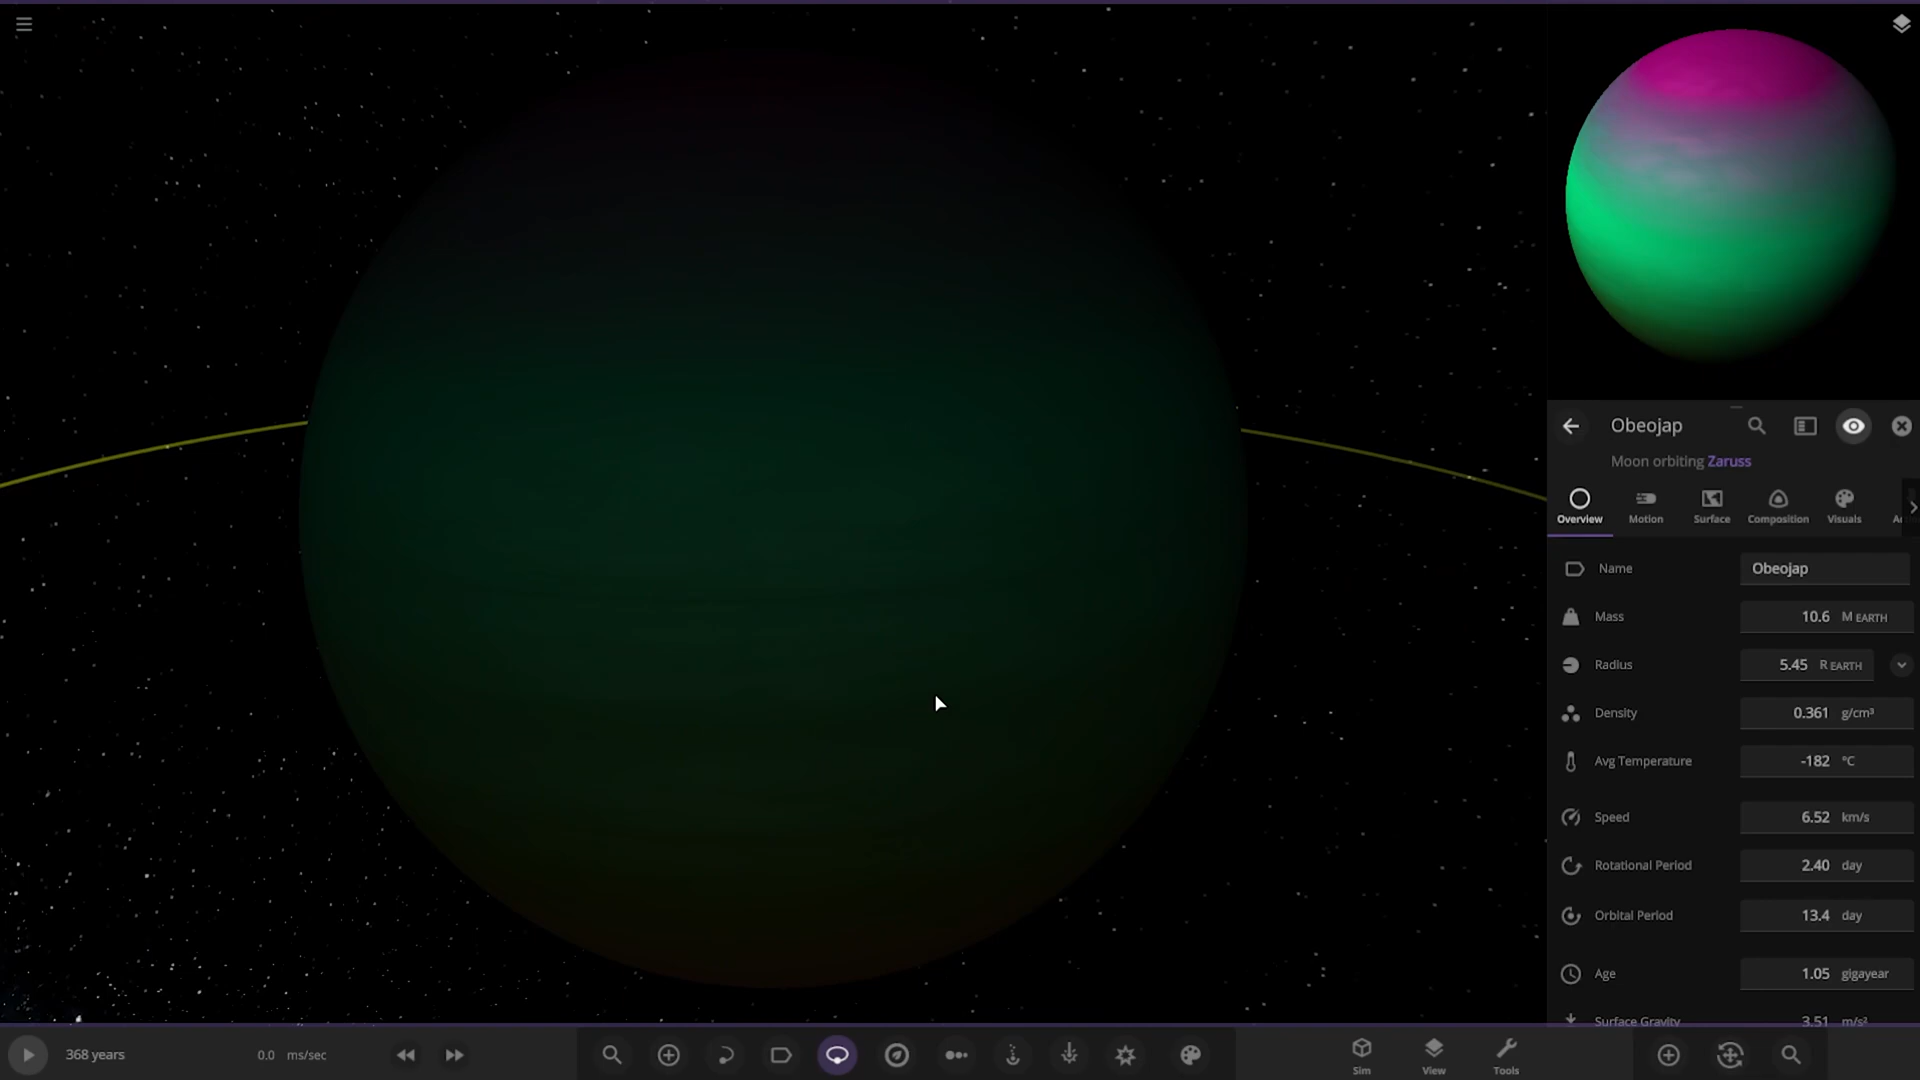 Obeojap
Moon orbiting Zaruss
Overview Motion Surface Composition Visuals
Name Obeojap
Mass 10.6 M EARTH
Radius 5.45 R EARTH
Density 0.361 g/cm³
Avg Temperature -182 °C
Speed 6.52 km/s
Rotational Period 2.40 day
Orbital Period 13.4 day
Age 1.05 gigayear
Surface Gravity 3.51 m/s²
368 years 0.0 ms/sec
Sim View Tools